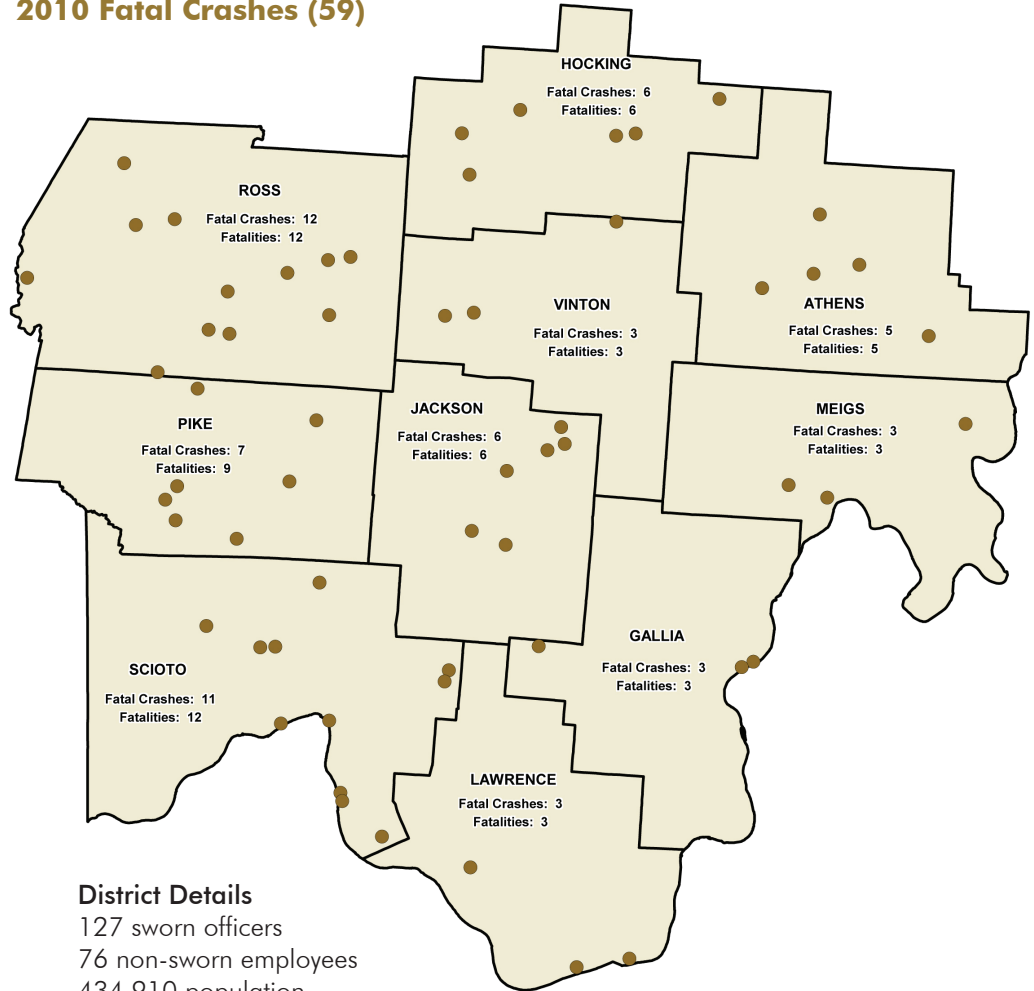 2010 Fatal Crashes (59)
HOCKING
Fatal Crashes: 6
Fatalities: 6
ROSS
Fatal Crashes: 12
Fatalities: 12
VINTON
Fatal Crashes: 3
Fatalities: 3
ATHENS
Fatal Crashes: 5
Fatalities: 5
JACKSON
Fatal Crashes: 6
Fatalities: 6
MEIGS
Fatal Crashes: 3
Fatalities: 3
PIKE
Fatal Crashes: 7
Fatalities: 9
GALLIA
Fatal Crashes: 3
Fatalities: 3
SCIOTO
Fatal Crashes: 11
Fatalities: 12
LAWRENCE
Fatal Crashes: 3
Fatalities: 3
District Details
127 sworn officers
76 non-sworn employees
434,910 population